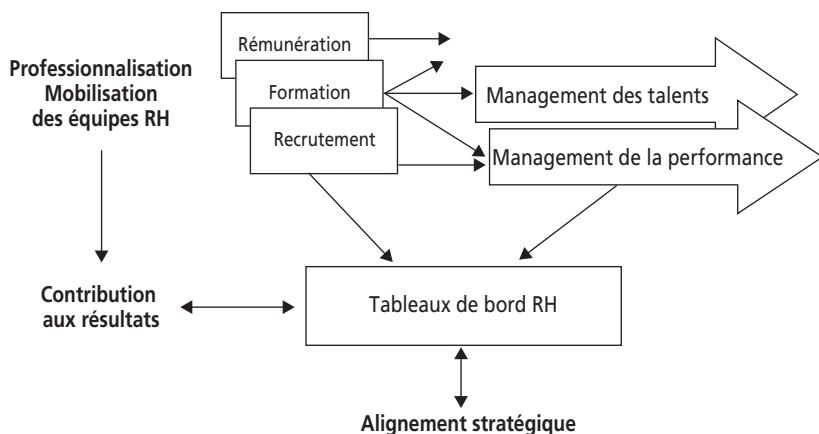 Professionnalisation
Mobilisation
des équipes RH
Rémunération
Formation
Recrutement
Management des talents
Management de la performance
Contribution
aux résultats
Tableaux de bord RH
Alignement stratégique